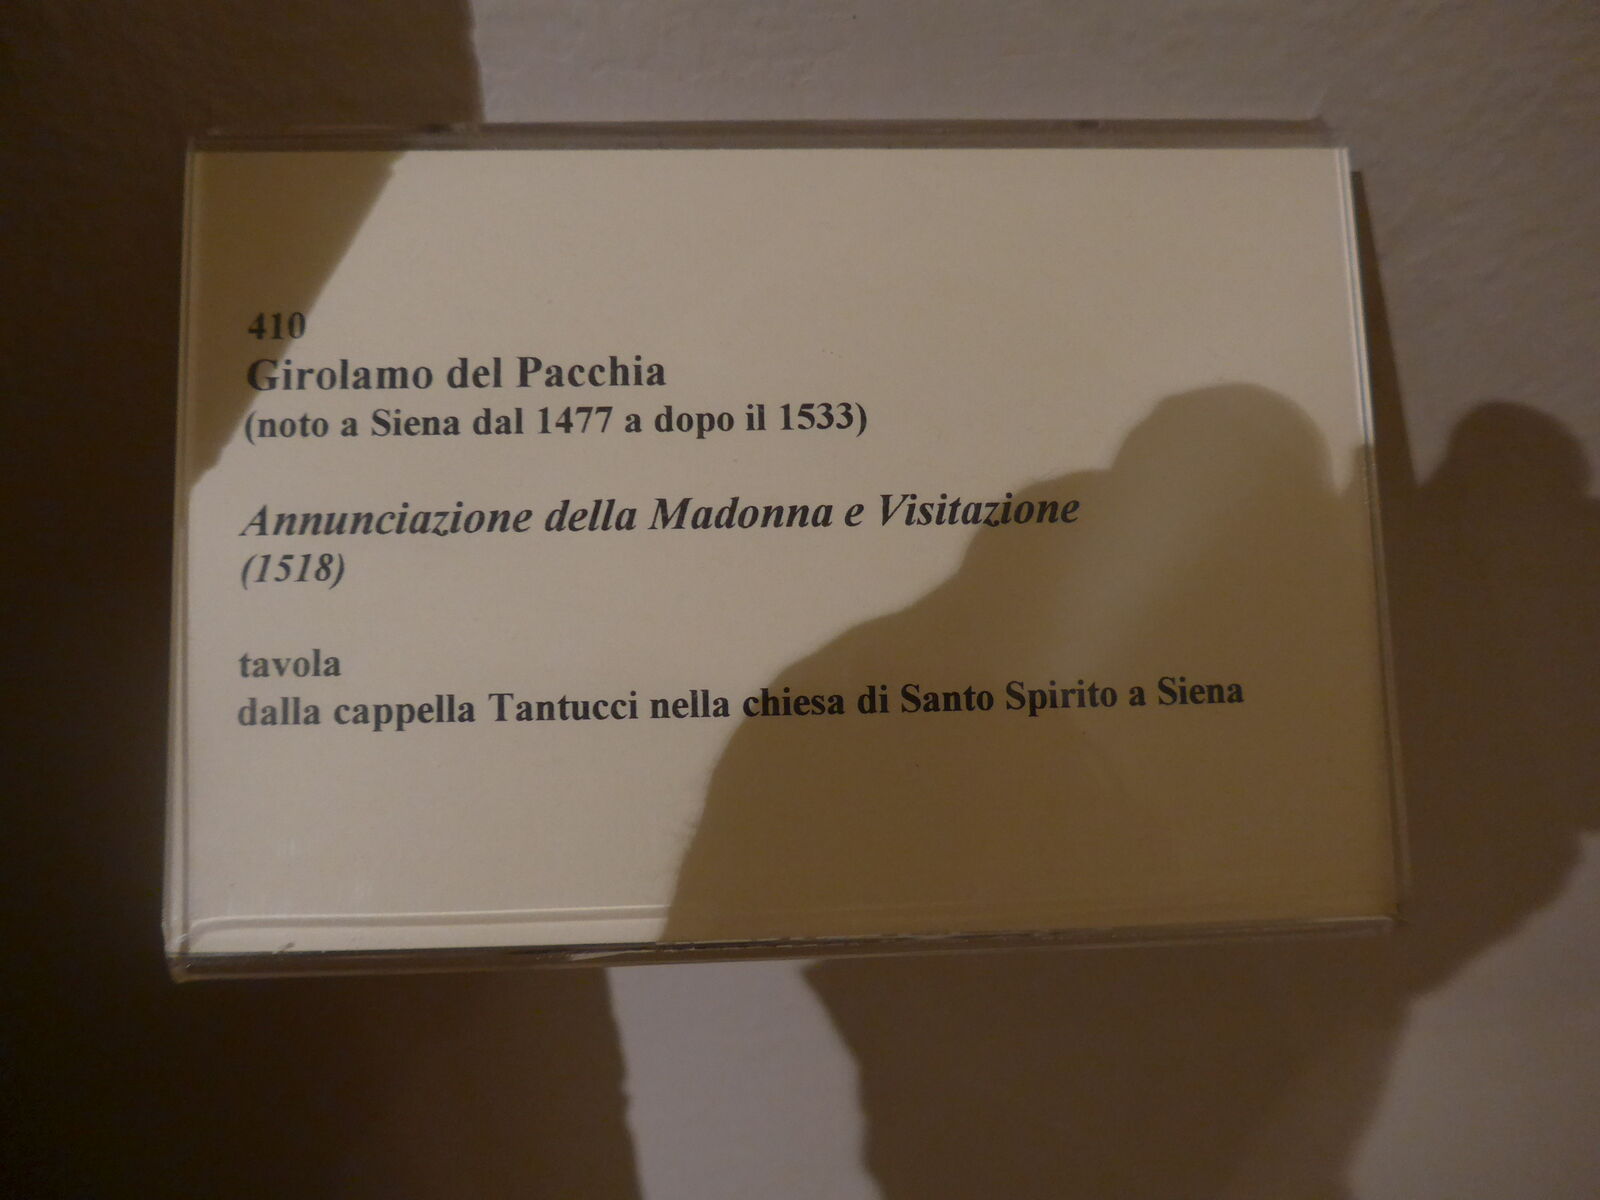 410
Girolamo del Pacchia
(noto a Siena dal 1477 a dopo il 1533)
Annunciazione della Madonna e Visitazione
(1518)
tavola
dalla cappella Tantucci nella chiesa di Santo Spirito a Siena